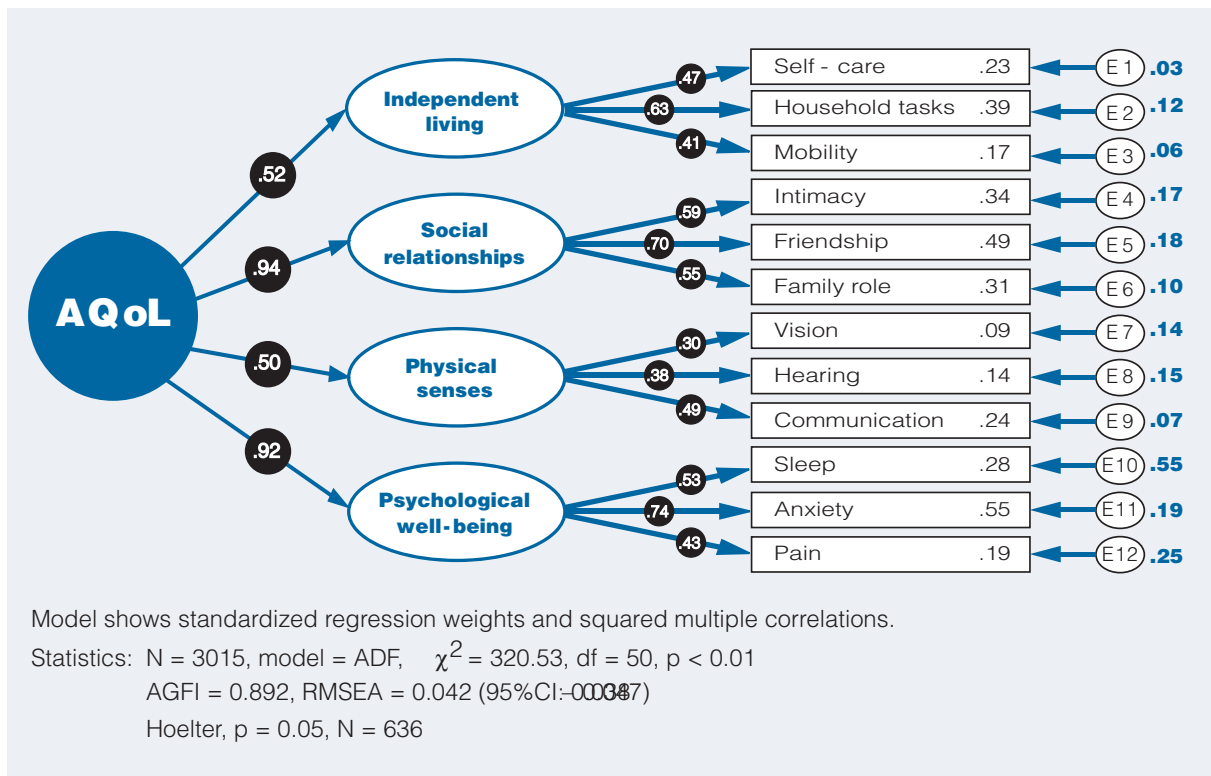 AQoL
.52
.94
.50
.92
Independent
living
Social
relationships
Physical
senses
Psychological
well-being
.47
.63
.41
.59
.70
.55
.30
.38
.49
.53
.74
.43
Self - care .23 E1 .03
Household tasks .39 E2 .12
Mobility .17 E3 .06
Intimacy .34 E4 .17
Friendship .49 E5 .18
Family role .31 E6 .10
Vision .09 E7 .14
Hearing .14 E8 .15
Communication .24 E9 .07
Sleep .28 E10 .55
Anxiety .55 E11 .19
Pain .19 E12 .25
Model shows standardized regression weights and squared multiple correlations.
Statistics: N = 3015, model = ADF, χ² = 320.53, df = 50, p < 0.01
AGFI = 0.892, RMSEA = 0.042 (95%CI:
Hoelter, p = 0.05, N = 636